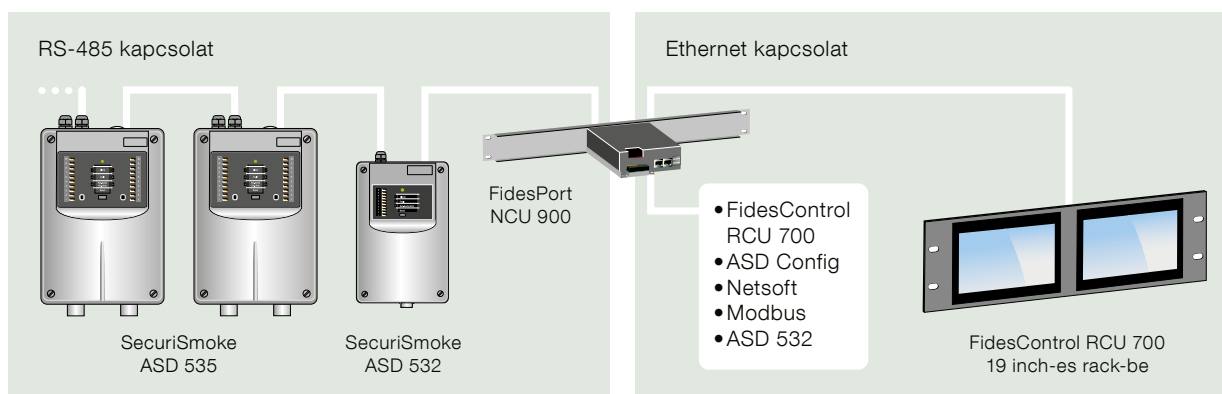 RS-485 kapcsolat
SecuriSmoke
ASD 535
SecuriSmoke
ASD 532
FidesPort
NCU 900
Ethernet kapcsolat
•FidesControl
RCU 700
•ASD Config
•Netsoft
•Modbus
•ASD 532
FidesControl RCU 700
19 inch-es rack-be